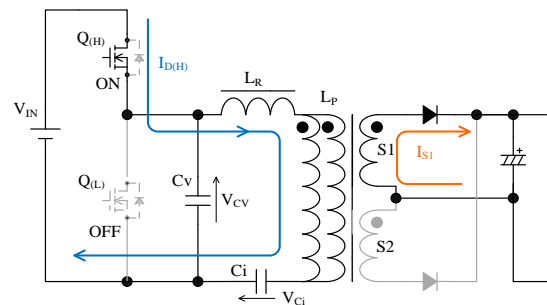 Q(H)
ID(H)
ON
LR
LP
VIN
S1
IS1
Q(L)
CV
VCV
OFF
S2
Ci
VCi
+